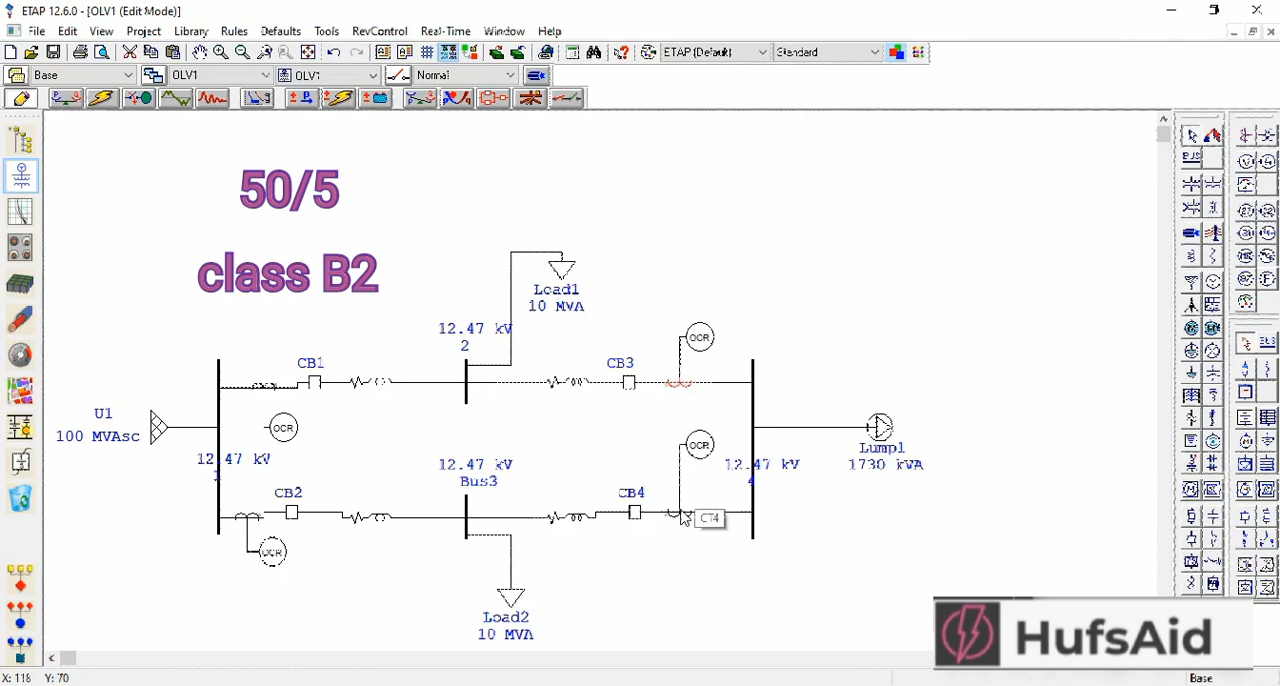 ETAP 12.6.0 - [OLV1 (Edit Mode)]
File Edit View Project Library Rules Defaults Tools RevControl Real-Time Window Help
ETAP (Default) Standard
Base OLV1 OLV1 Normal
50/5
class B2
Load1
10 MVA
12.47 kV
2
OCR
CB1
CB3
U1
100 MVAsc
OCR
12.47 kV
Lump1
1730 kVA
OCR
12.47 kV
Bus3
12.47 kV
4
CB2
CB4
CT4
OCR
Load2
10 MVA
HufsAid
X: 118 Y: 70
Base